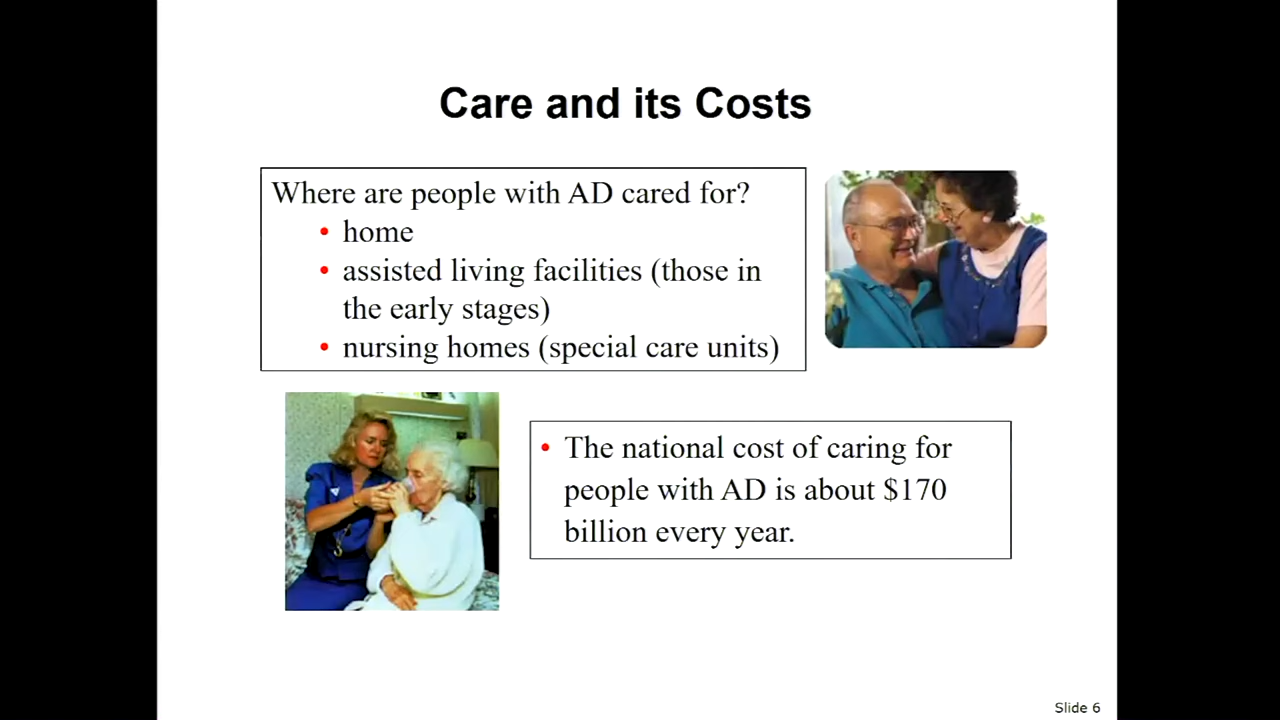 Care and its Costs
Where are people with AD cared for?
• home
• assisted living facilities (those in
the early stages)
• nursing homes (special care units)
• The national cost of caring for
people with AD is about $170
billion every year.
Slide 6